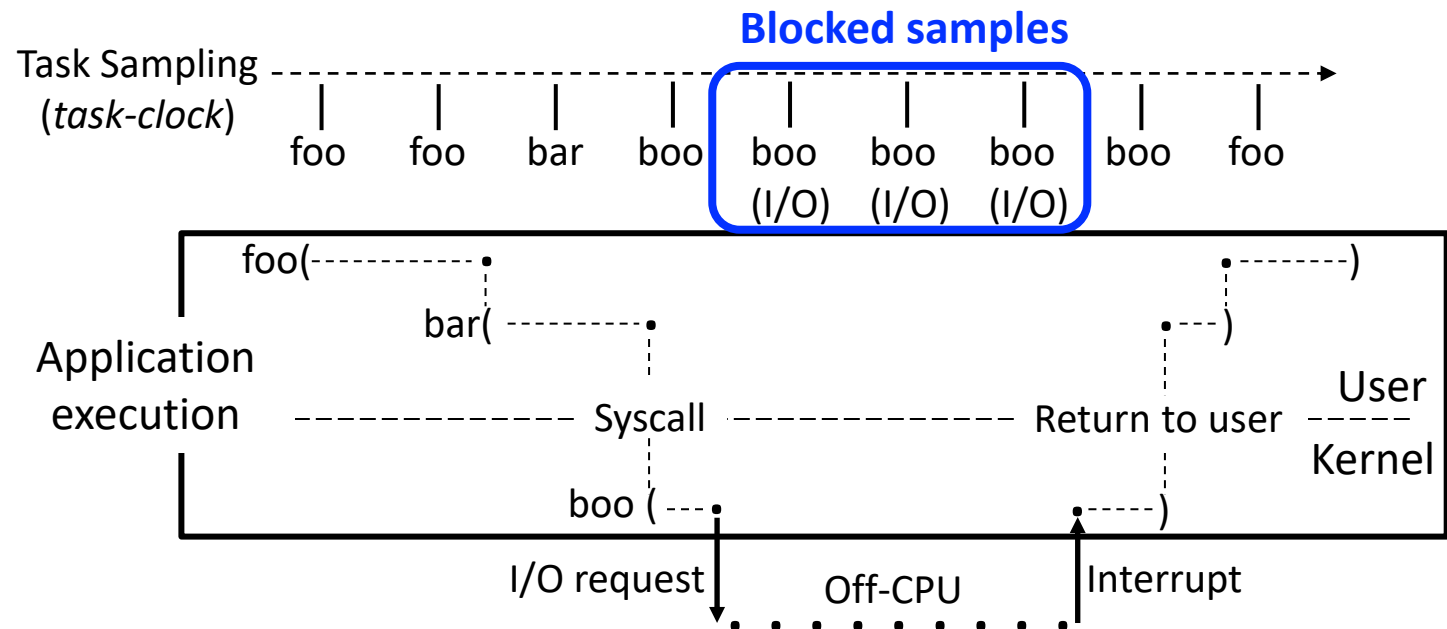 Blocked samples
Task Sampling
(task-clock)
foo foo bar boo boo boo boo boo foo
(I/O) (I/O) (I/O)
foo( )
bar( )
Application
execution
Syscall Return to user User
Kernel
boo ( )
I/O request Off-CPU Interrupt